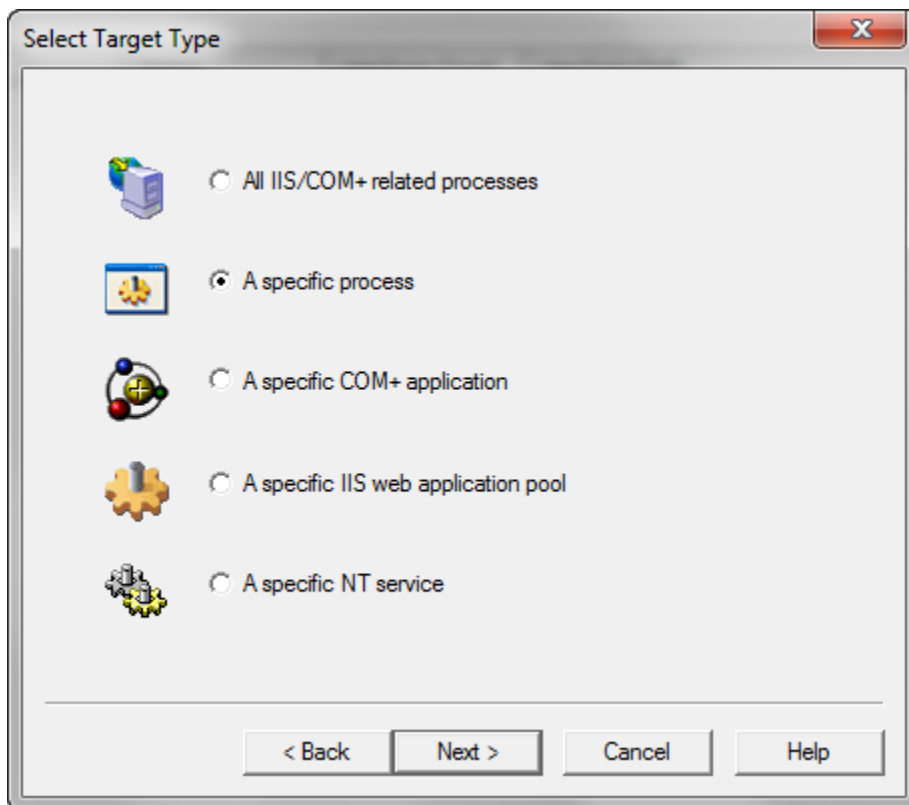 Select Target Type
All IIS/COM+ related processes
A specific process
A specific COM+ application
A specific IIS web application pool
A specific NT service
< Back Next > Cancel Help